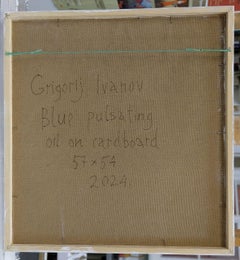 Grigorij Ivanov
Blue pulsating
oil on cardboard
57×54
2024